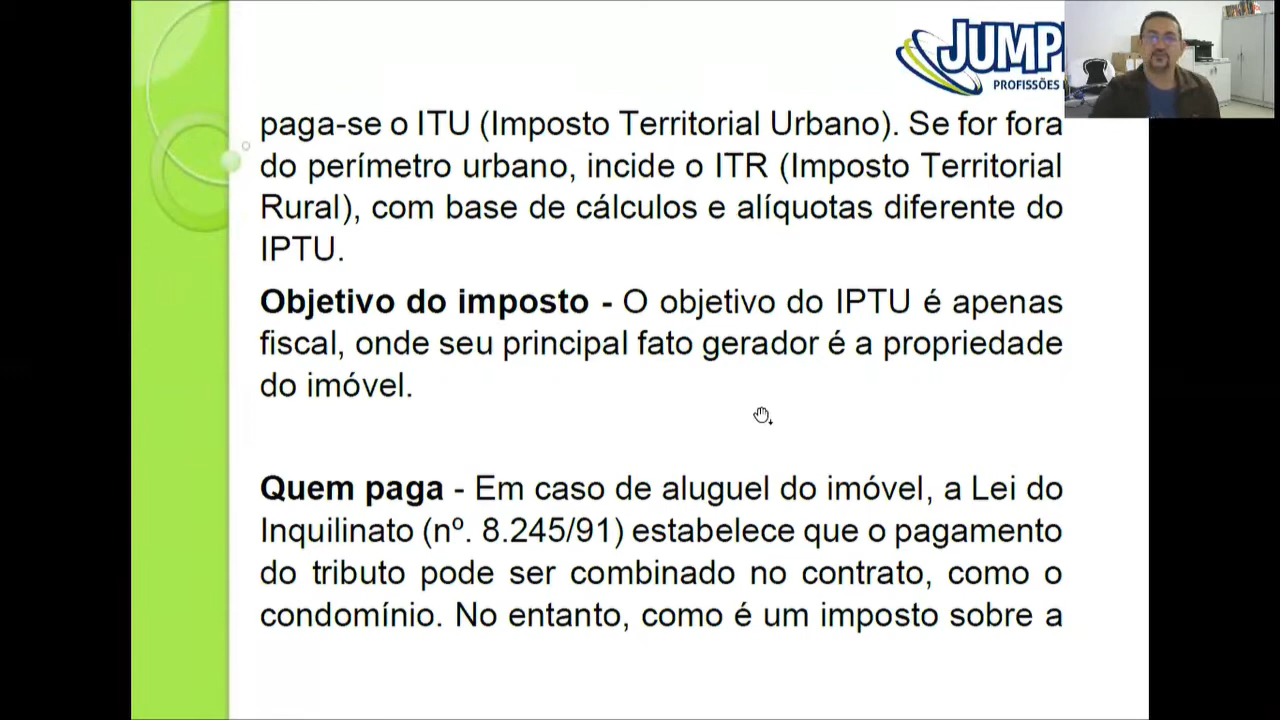 JUMP
PROFISSÕES
paga-se o ITU (Imposto Territorial Urbano). Se for fora
do perímetro urbano, incide o ITR (Imposto Territorial
Rural), com base de cálculos e alíquotas diferente do
IPTU.
Objetivo do imposto - O objetivo do IPTU é apenas
fiscal, onde seu principal fato gerador é a propriedade
do imóvel.
Quem paga - Em caso de aluguel do imóvel, a Lei do
Inquilinato (nº. 8.245/91) estabelece que o pagamento
do tributo pode ser combinado no contrato, como o
condomínio. No entanto, como é um imposto sobre a